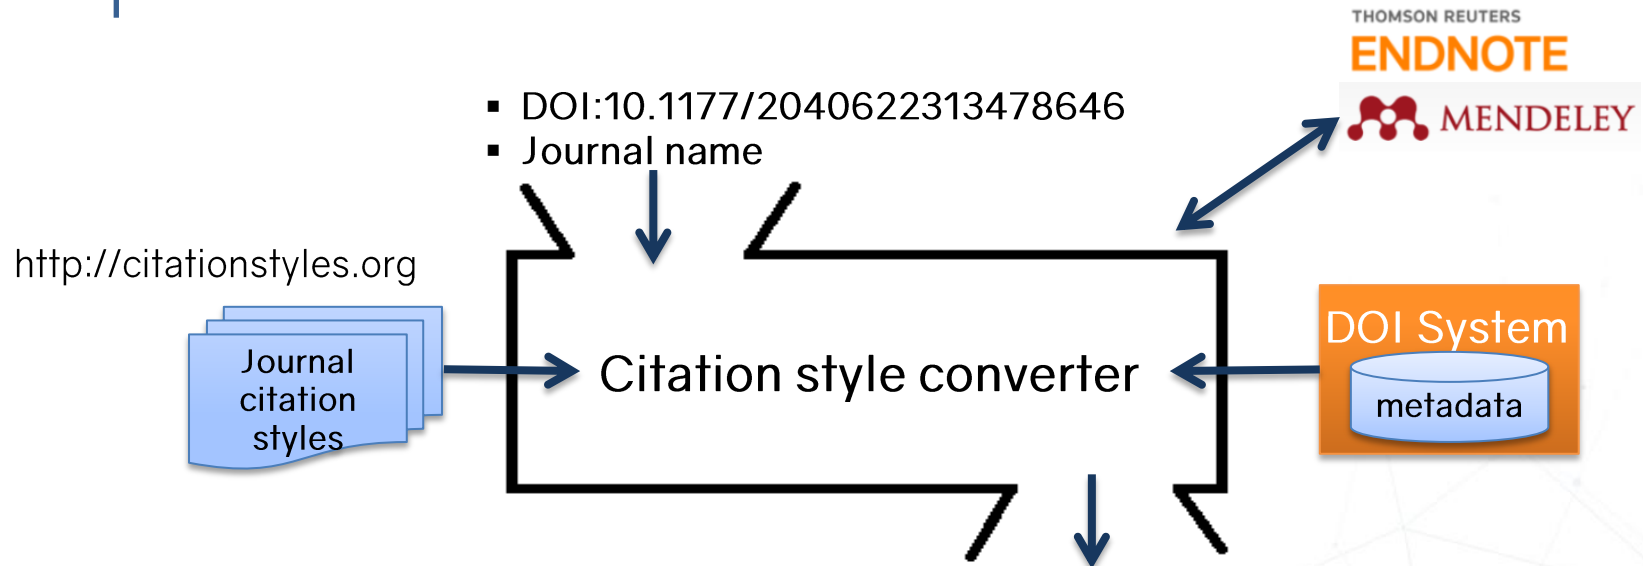 THOMSON REUTERS
ENDNOTE
MENDELEY
▪ DOI:10.1177/2040622313478646
▪ Journal name
http://citationstyles.org
Journal
citation
styles
Citation style converter
DOI System
metadata